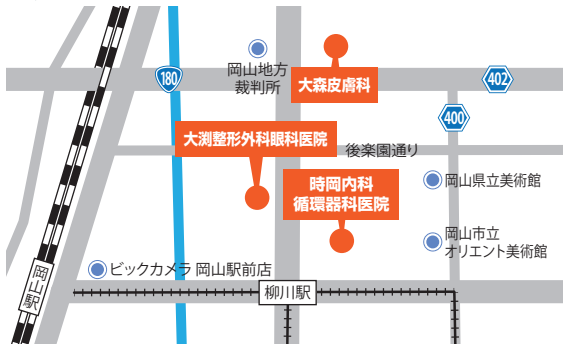 180
岡山地方
裁判所
大森皮膚科
402
400
大渕整形外科眼科医院
後楽園通り
時岡内科
循環器科医院
岡山県立美術館
岡山市立
オリエント美術館
ビックカメラ 岡山駅前店
岡山駅
柳川駅